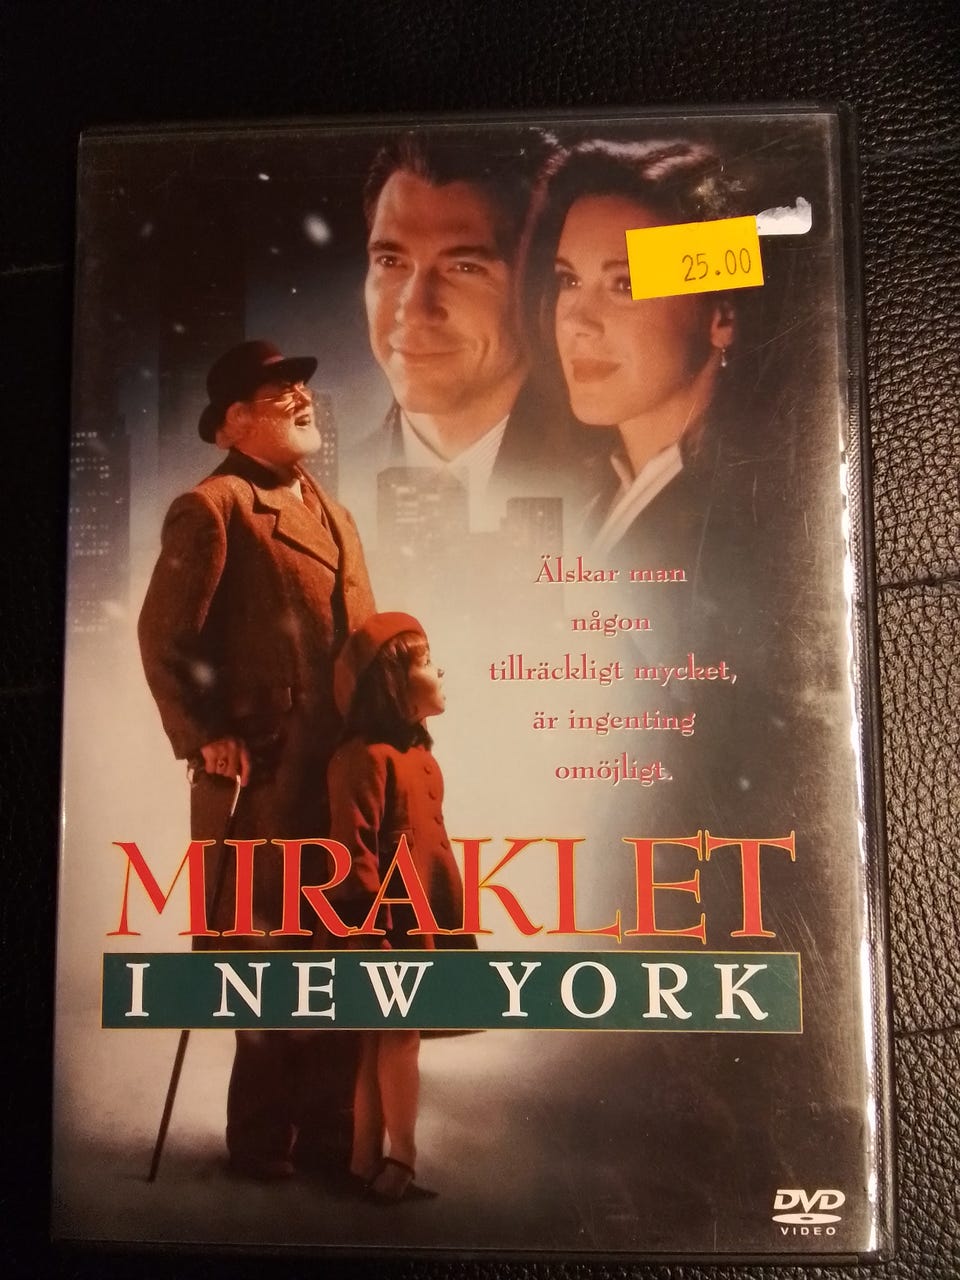 25.00
Älskar man
någon
tillräckligt mycket,
är ingenting
omöjligt.
MIRAKLET
I NEW YORK
DVD
VIDEO